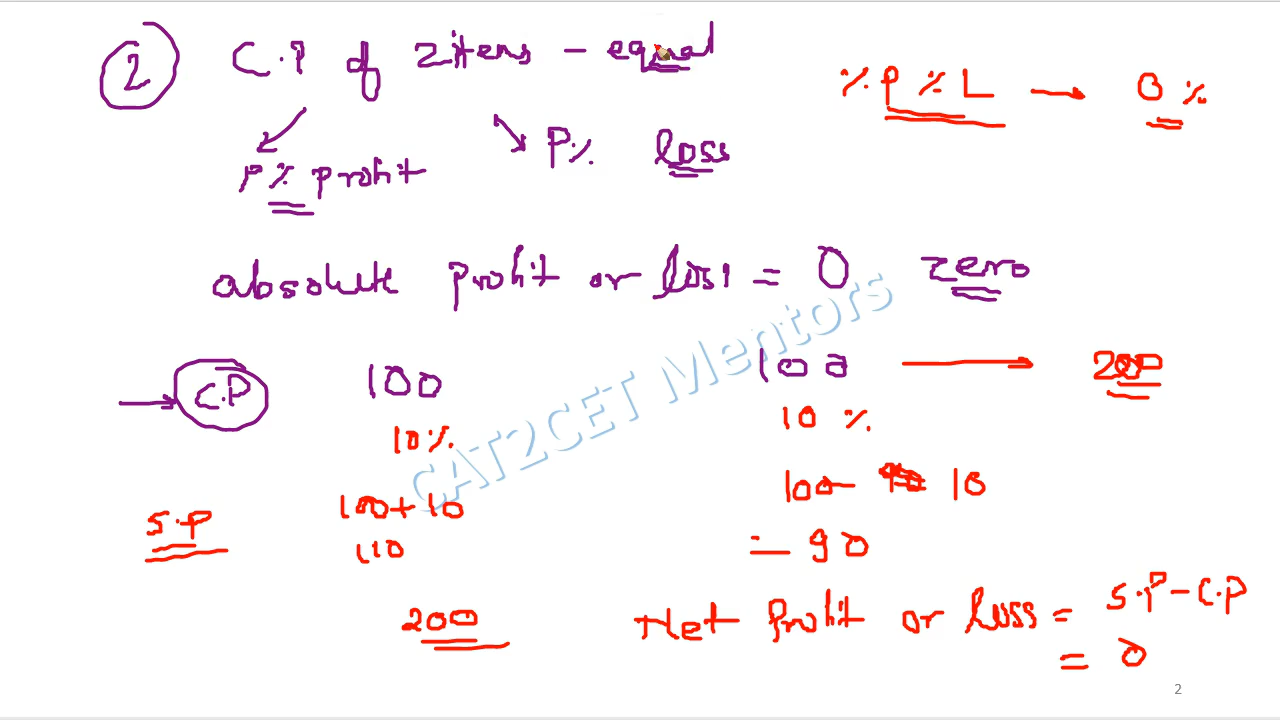 2 C.P of 2 items - equal
%P %L → 0 %
P% profit P% loss
absolute profit or loss = 0 zero
→ C.P 100 100 → 200
10% 10 %
S.P 100+10 100- 10
110 = 90
200 Net Profit or loss = S.P - C.P
= 0
CAT2CET Mentors
2